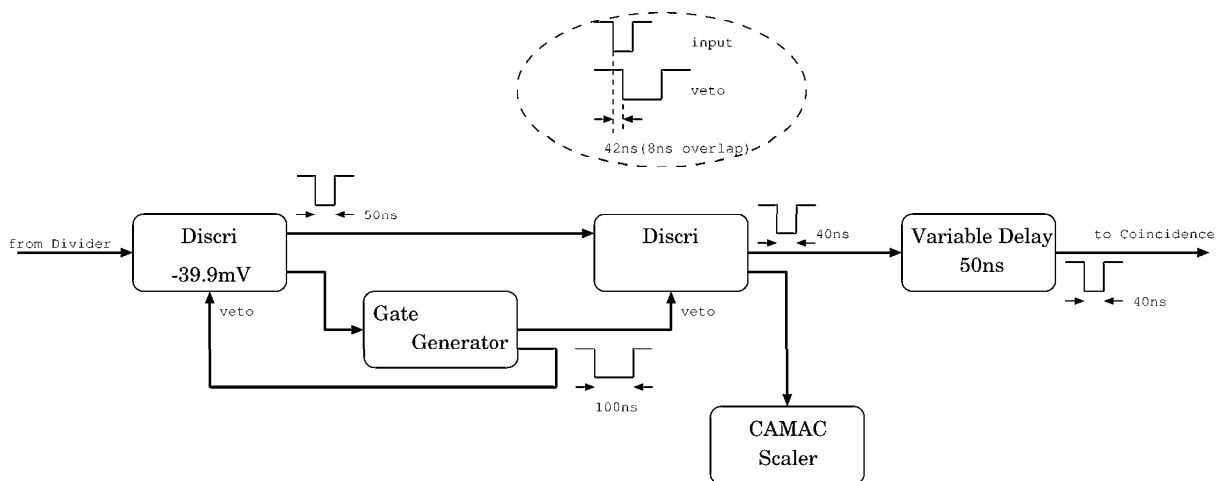 input
veto
42ns(8ns overlap)
50ns
from Divider
Discri
-39.9mV
veto
Gate
Generator
100ns
Discri
veto
40ns
CAMAC
Scaler
Variable Delay
50ns
to Coincidence
40ns